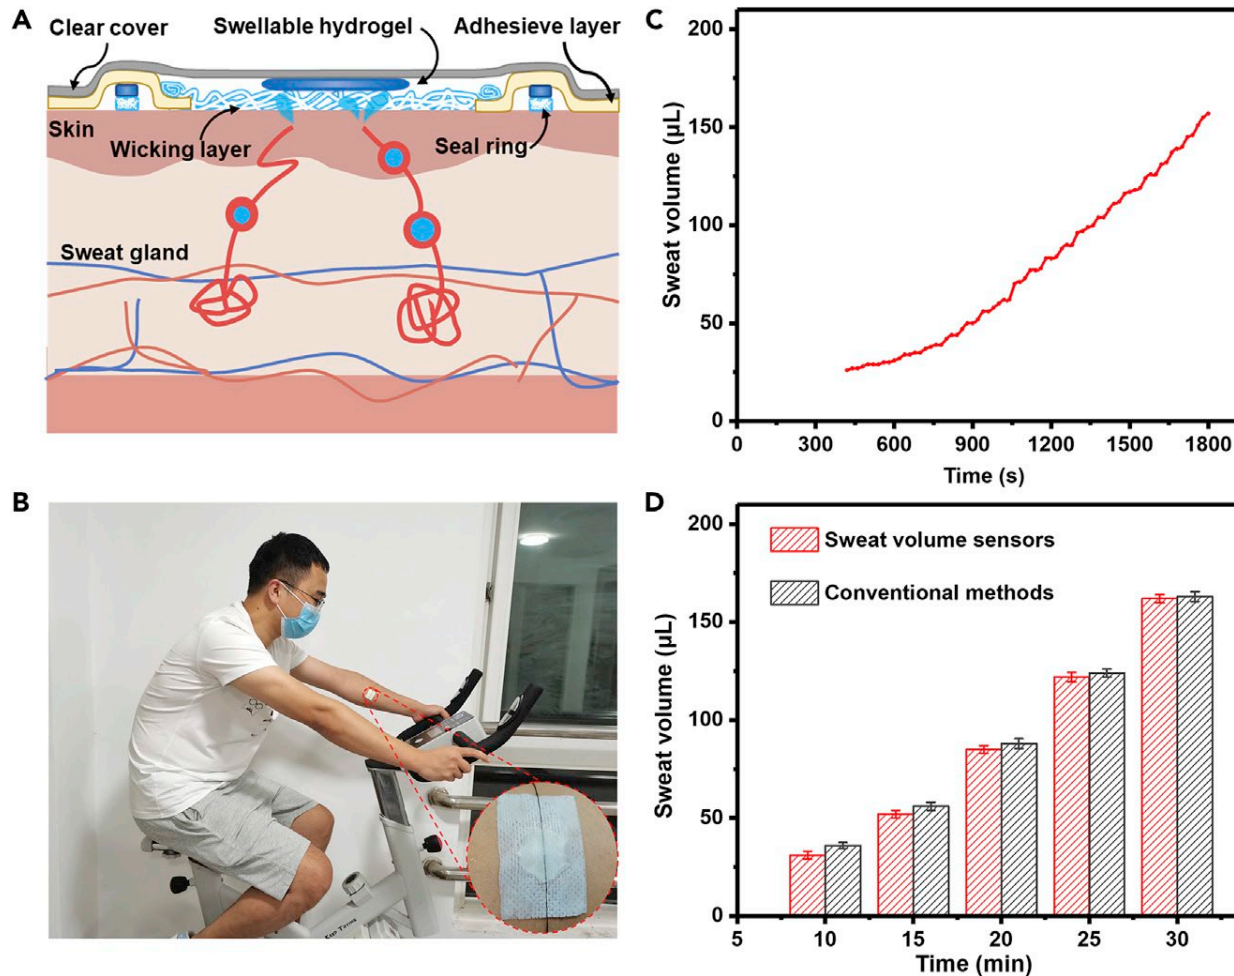 A
Clear cover
Swellable hydrogel
Adhesieve layer
Skin
Wicking layer
Seal ring
Sweat gland
B
C
Sweat volume (µL)
200
150
100
50
0
0 300 600 900 1200 1500 1800
Time (s)
D
Sweat volume sensors
Conventional methods
Sweat volume (µL)
200
150
100
50
0
5 10 15 20 25 30
Time (min)